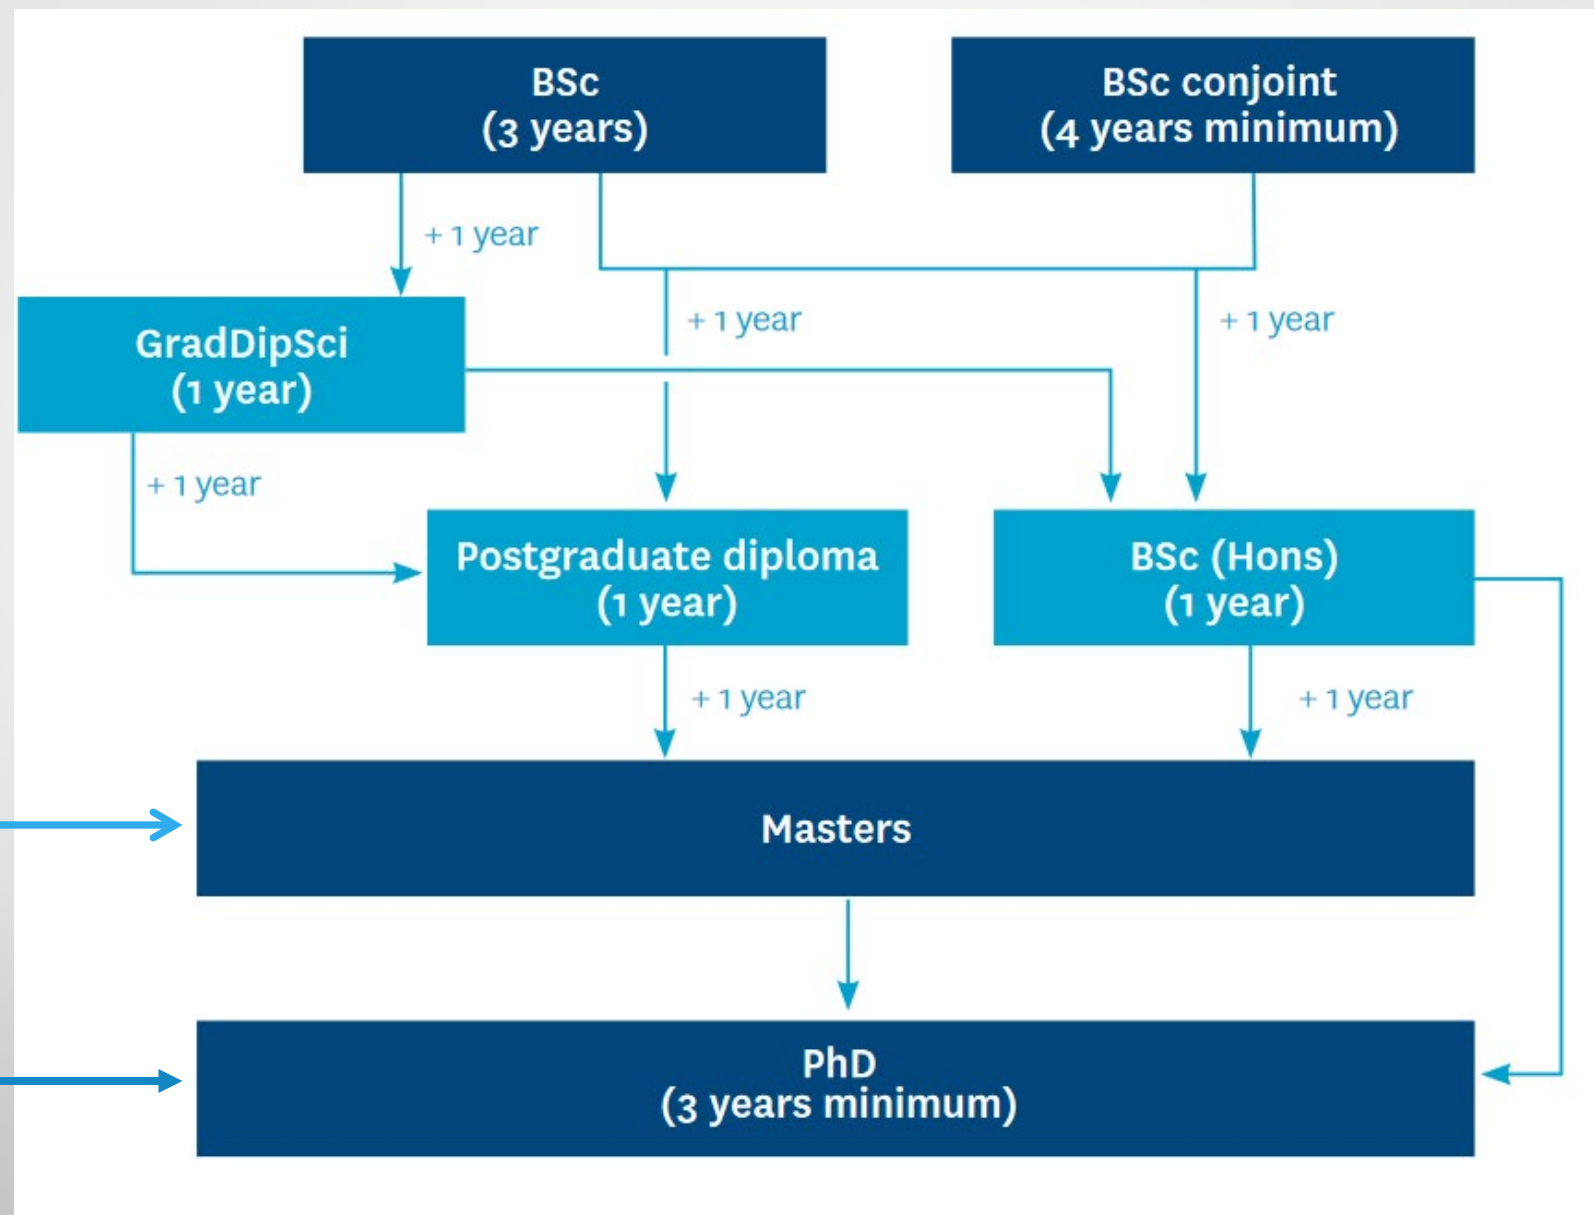 BSc
(3 years)
BSc conjoint
(4 years minimum)
+ 1 year
+ 1 year
+ 1 year
GradDipSci
(1 year)
+ 1 year
Postgraduate diploma
(1 year)
BSc (Hons)
(1 year)
+ 1 year
+ 1 year
Masters
PhD
(3 years minimum)